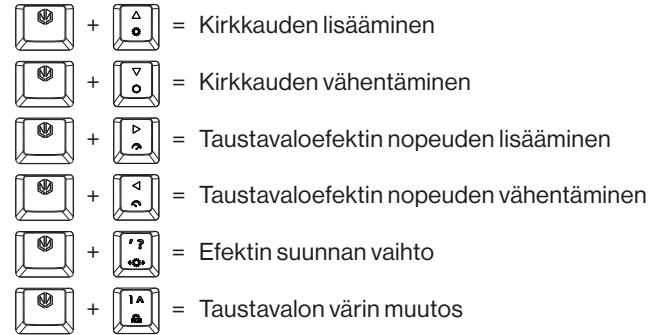 + = Kirkkauden lisääminen
+ = Kirkkauden vähentäminen
+ = Taustavaloefektin nopeuden lisääminen
+ = Taustavaloefektin nopeuden vähentäminen
+ ' ? = Efektin suunnan vaihto
+ = Taustavalon värin muutos